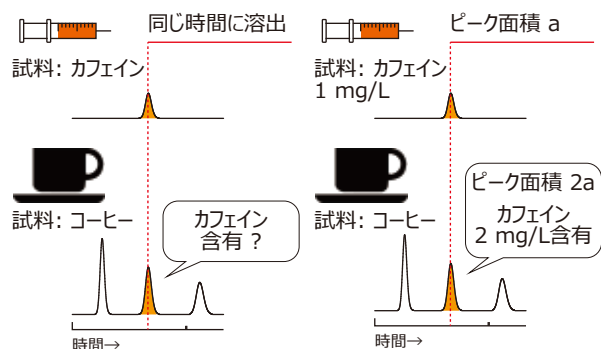 同じ時間に溶出
試料: カフェイン
試料: コーヒー
カフェイン
含有 ?
時間→
ピーク面積 a
試料: カフェイン
1 mg/L
試料: コーヒー
ピーク面積 2a
カフェイン
2 mg/L含有
時間→